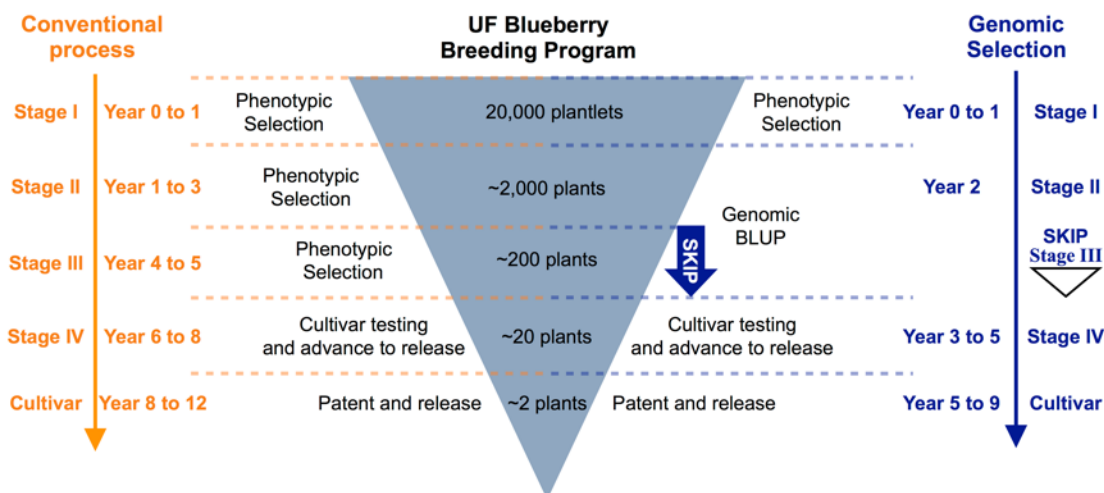 Conventional
process
UF Blueberry
Breeding Program
Genomic
Selection
Stage I
Year 0 to 1
Phenotypic
Selection
20,000 plantlets
Phenotypic
Selection
Year 0 to 1
Stage I
Stage II
Year 1 to 3
Phenotypic
Selection
~2,000 plants
Year 2
Stage II
Genomic
BLUP
Stage III
Year 4 to 5
Phenotypic
Selection
~200 plants
SKIP
SKIP
Stage III
Stage IV
Year 6 to 8
Cultivar testing
and advance to release
~20 plants
Cultivar testing
and advance to release
Year 3 to 5
Stage IV
Cultivar
Year 8 to 12
Patent and release
~2 plants
Patent and release
Year 5 to 9
Cultivar